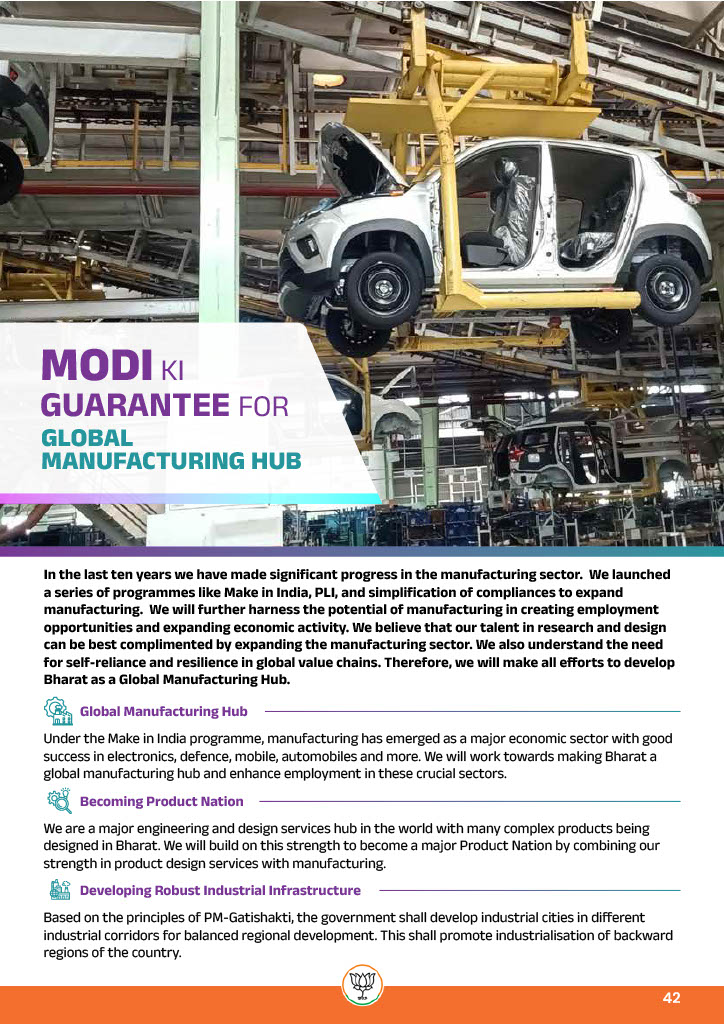 MODI KI
GUARANTEE FOR
GLOBAL
MANUFACTURING HUB
In the last ten years we have made significant progress in the manufacturing sector.  We launched
a series of programmes like Make in India, PLI, and simplification of compliances to expand
manufacturing.  We will further harness the potential of manufacturing in creating employment
opportunities and expanding economic activity. We believe that our talent in research and design
can be best complimented by expanding the manufacturing sector. We also understand the need
for self-reliance and resilience in global value chains. Therefore, we will make all efforts to develop
Bharat as a Global Manufacturing Hub.
Global Manufacturing Hub
Under the Make in India programme, manufacturing has emerged as a major economic sector with good
success in electronics, defence, mobile, automobiles and more. We will work towards making Bharat a
global manufacturing hub and enhance employment in these crucial sectors.
Becoming Product Nation
We are a major engineering and design services hub in the world with many complex products being
designed in Bharat. We will build on this strength to become a major Product Nation by combining our
strength in product design services with manufacturing.
Developing Robust Industrial Infrastructure
Based on the principles of PM-Gatishakti, the government shall develop industrial cities in different
industrial corridors for balanced regional development. This shall promote industrialisation of backward
regions of the country.
42